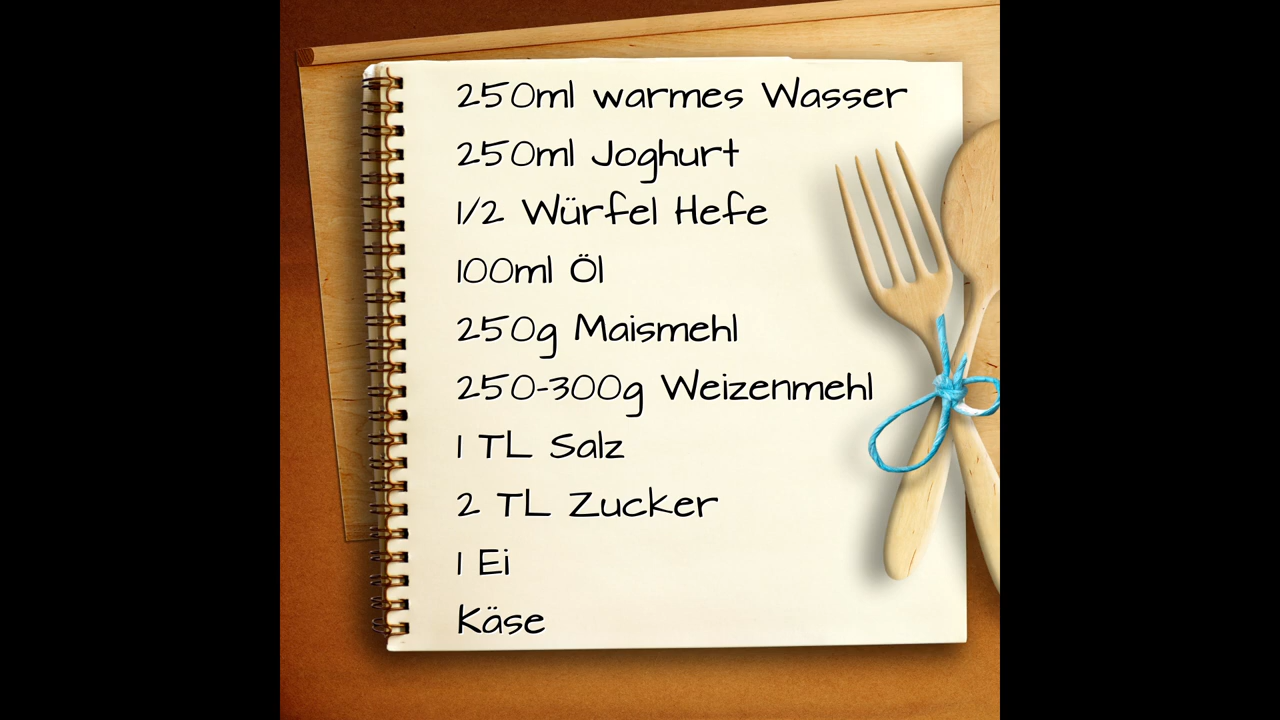 250ml warmes Wasser
250ml Joghurt
1/2 Würfel Hefe
100ml Öl
250g Maismehl
250-300g Weizenmehl
1 TL Salz
2 TL Zucker
1 Ei
Käse